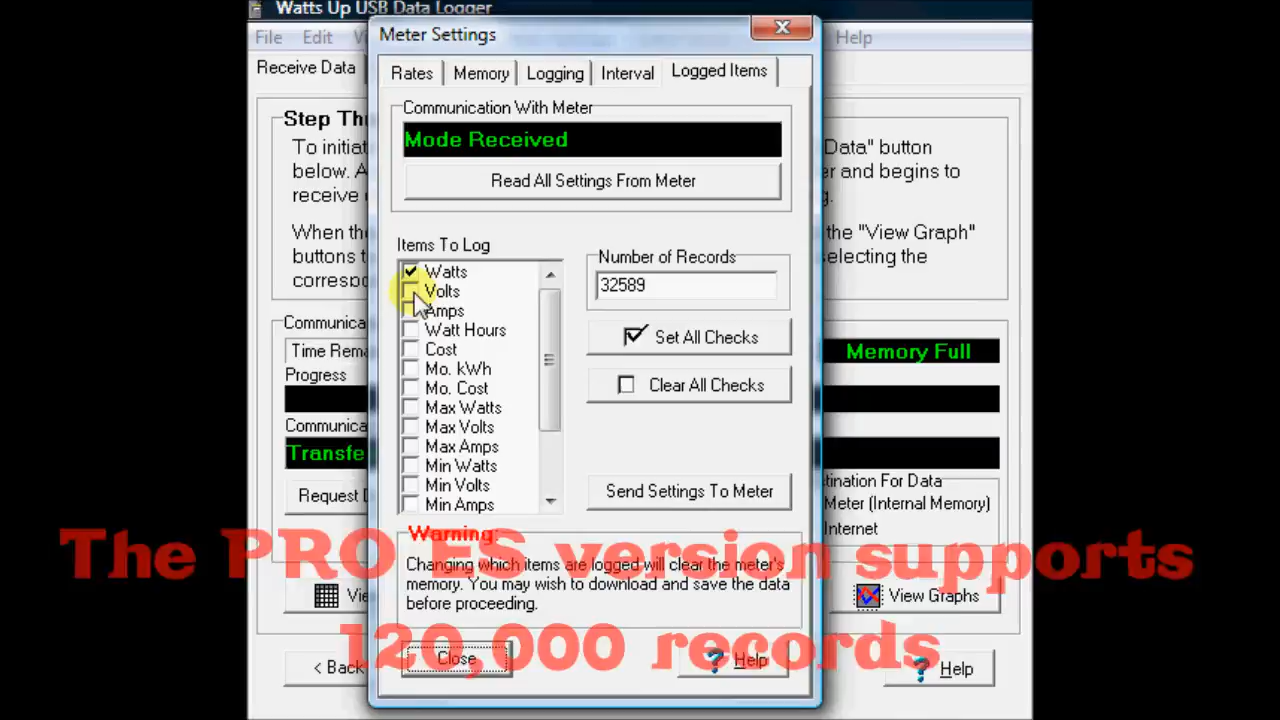 Watts Up USB Data Logger
Meter Settings
File Edit
Help
Receive Data
Rates Memory Logging Interval Logged Items
Communication With Meter
Mode Received
Read All Settings From Meter
Step Thr
To initiat
Data" button
below. A
er and begins to
receive
When the
the "View Graph"
buttons t
selecting the
corresp
Items To Log
Watts
Volts
Amps
Watt Hours
Cost
Mo. kWh
Mo. Cost
Max Watts
Max Volts
Max Amps
Min Watts
Min Volts
Min Amps
Number of Records
32589
Set All Checks
Clear All Checks
Send Settings To Meter
Communica
Time Rema
Progress
Communica
Transfe
Request D
Memory Full
tination For Data
Meter (Internal Memory)
Internet
Warning:
Changing which items are logged will clear the meter's
memory. You may wish to download and save the data
before proceeding.
The PRO ES version supports
120,000 records
View Graphs
< Back
Close
Help
Help